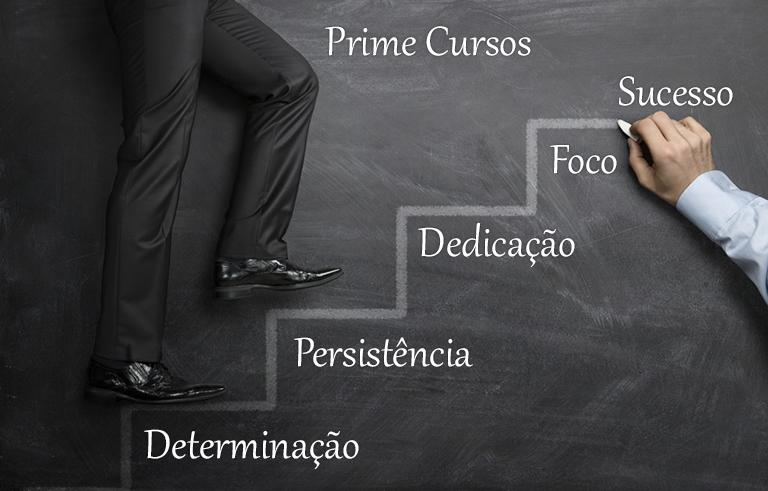 Prime Cursos
Sucesso
Foco
Dedicação
Persistência
Determinação